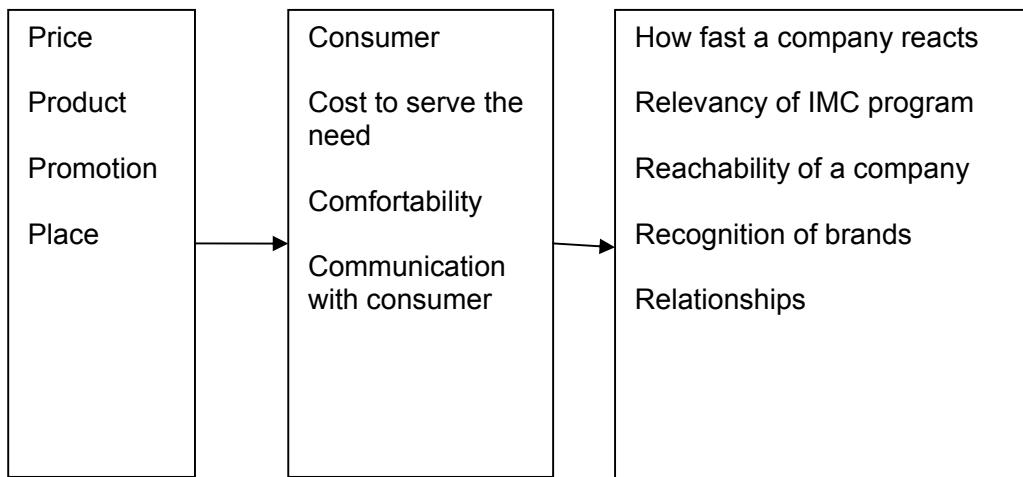 Price
Product
Promotion
Place
Consumer
Cost to serve the
need
Comfortability
Communication
with consumer
How fast a company reacts
Relevancy of IMC program
Reachability of a company
Recognition of brands
Relationships